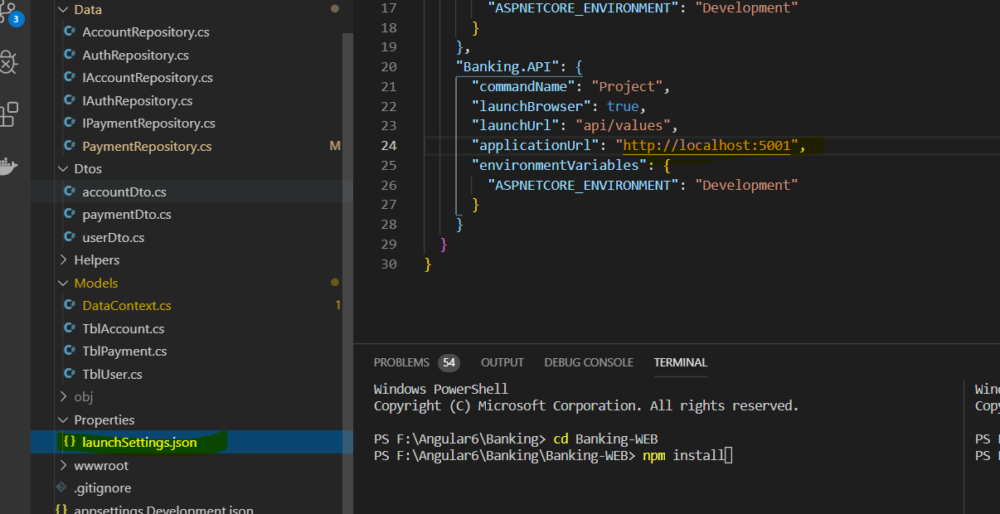 3
Data
AccountRepository.cs
AuthRepository.cs
IAccountRepository.cs
IAuthRepository.cs
IPaymentRepository.cs
PaymentRepository.cs M
Dtos
accountDto.cs
paymentDto.cs
userDto.cs
Helpers
Models
DataContext.cs 1
TblAccount.cs
TblPayment.cs
TblUser.cs
obj
Properties
{} launchSettings.json
wwwroot
.gitignore
{} appsettings.Development.json
17 "ASPNETCORE_ENVIRONMENT": "Development"
18 }
19 },
20 "Banking.API": {
21 "commandName": "Project",
22 "launchBrowser": true,
23 "launchUrl": "api/values",
24 "applicationUrl": "http://localhost:5001",
25 "environmentVariables": {
26 "ASPNETCORE_ENVIRONMENT": "Development"
27 }
28 }
29 }
30 }
PROBLEMS 54 OUTPUT DEBUG CONSOLE TERMINAL
Windows PowerShell
Copyright (C) Microsoft Corporation. All rights reserved.
PS F:\Angular6\Banking> cd Banking-WEB
PS F:\Angular6\Banking\Banking-WEB> npm install
PS
PS